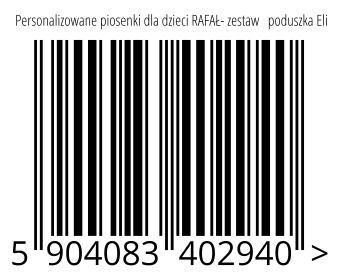 Personalizowane piosenki dla dzieci RAFAŁ- zestaw poduszka Eli
5 904083 402940 >